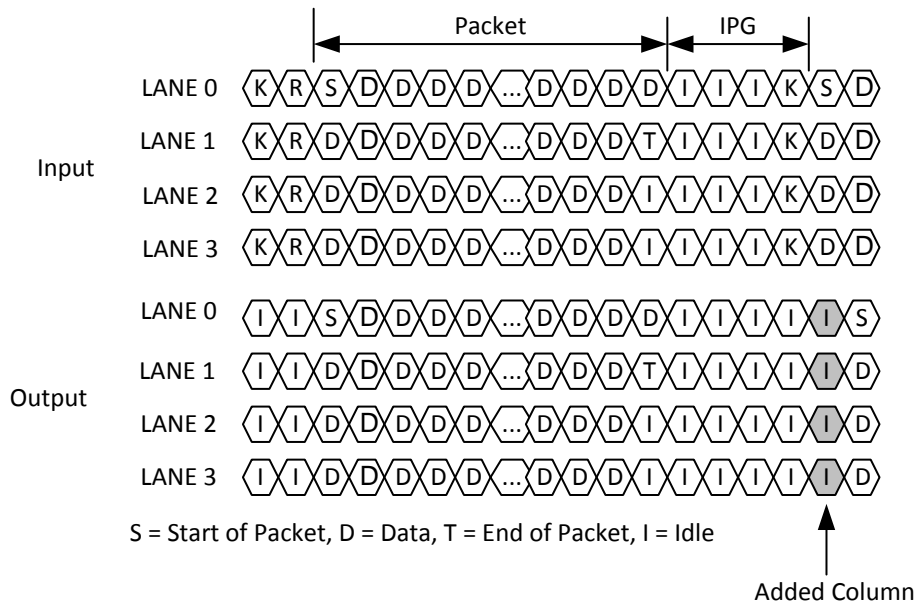 Packet IPG
LANE 0 K R S D D D D ... D D D D I I I K S D
Input
LANE 1 K R D D D D D ... D D D T I I I K D D
LANE 2 K R D D D D D ... D D D I I I I K D D
LANE 3 K R D D D D D ... D D D I I I I K D D
LANE 0 I I S D D D D ... D D D D I I I I I S
Output
LANE 1 I I D D D D D ... D D D T I I I I I D
LANE 2 I I D D D D D ... D D D I I I I I I D
LANE 3 I I D D D D D ... D D D I I I I I I D
S = Start of Packet, D = Data, T = End of Packet, I = Idle
Added Column